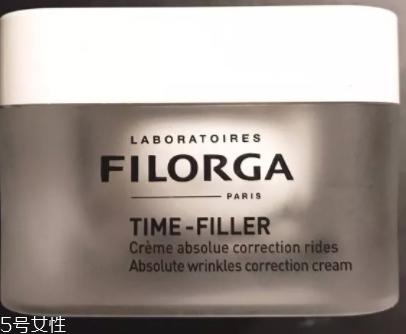 LABORATOIRES
FILORGA
PARIS
TIME-FILLER
Crème absolue correction rides
Absolute wrinkles correction cream
5号女性